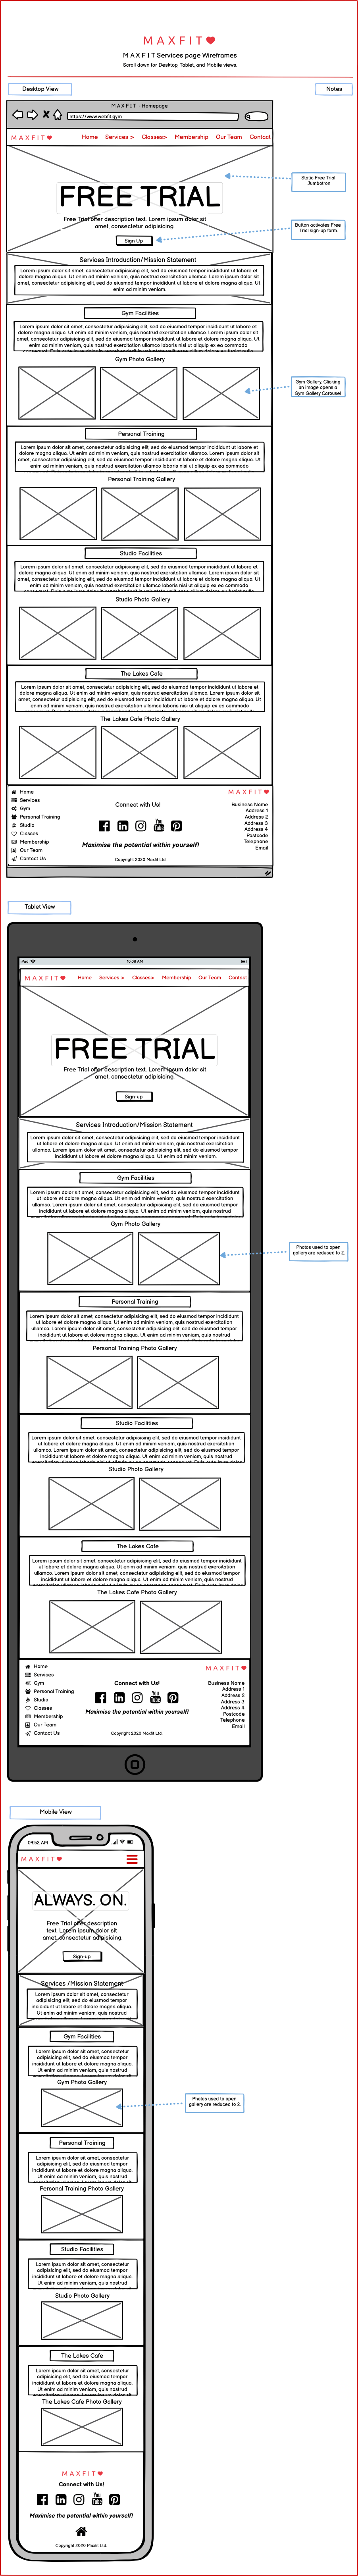 MAXFIT
MAXFIT Services page Wireframes
Scroll down for Desktop, Tablet, and Mobile views.
Desktop View
Notes
MAXFIT - Homepage
https://www.webfit.gym
MAXFIT
Home Services > Classes> Membership Our Team Contact
FREE TRIAL
Free Trial offer description text. Lorem ipsum dolor sit
amet, consectetur adipisicing.
Sign Up
Static Free Trial
Jumbotron
Button activates Free
Trial sign-up form.
Services Introduction/Mission Statement
Lorem ipsum dolor sit amet, consectetur adipisicing elit, sed do eiusmod tempor incididunt ut labore et
dolore magna aliqua. Ut enim ad minim veniam, quis nostrud exercitation ullamco. Lorem ipsum dolor sit
amet, consectetur adipisicing elit, sed do eiusmod tempor incididunt ut labore et dolore magna aliqua. Ut
enim ad minim veniam.
Gym Facilities
Lorem ipsum dolor sit amet, consectetur adipisicing elit, sed do eiusmod tempor incididunt ut labore et
dolore magna aliqua. Ut enim ad minim veniam, quis nostrud exercitation ullamco. Lorem ipsum dolor sit
amet, consectetur adipisicing elit, sed do eiusmod tempor incididunt ut labore et dolore magna aliqua. Ut
enim ad minim veniam, quis nostrud exercitation ullamco laboris nisi ut aliquip ex ea commodo
Gym Photo Gallery
Gym Gallery. Clicking
an image opens a
Gym Gallery Carousel
Personal Training
Lorem ipsum dolor sit amet, consectetur adipisicing elit, sed do eiusmod tempor incididunt ut labore et
dolore magna aliqua. Ut enim ad minim veniam, quis nostrud exercitation ullamco. Lorem ipsum dolor sit
amet, consectetur adipisicing elit, sed do eiusmod tempor incididunt ut labore et dolore magna aliqua. Ut
enim ad minim veniam, quis nostrud exercitation ullamco laboris nisi ut aliquip ex ea commodo
Personal Training Gallery
Studio Facilities
Lorem ipsum dolor sit amet, consectetur adipisicing elit, sed do eiusmod tempor incididunt ut labore et
dolore magna aliqua. Ut enim ad minim veniam, quis nostrud exercitation ullamco. Lorem ipsum dolor sit
amet, consectetur adipisicing elit, sed do eiusmod tempor incididunt ut labore et dolore magna aliqua. Ut
enim ad minim veniam, quis nostrud exercitation ullamco laboris nisi ut aliquip ex ea commodo
Studio Photo Gallery
The Lakes Cafe
Lorem ipsum dolor sit amet, consectetur adipisicing elit, sed do eiusmod tempor incididunt ut labore et
dolore magna aliqua. Ut enim ad minim veniam, quis nostrud exercitation ullamco. Lorem ipsum dolor sit
amet, consectetur adipisicing elit, sed do eiusmod tempor incididunt ut labore et dolore magna aliqua. Ut
enim ad minim veniam, quis nostrud exercitation ullamco laboris nisi ut aliquip ex ea commodo
The Lakes Cafe Photo Gallery
Home
Services
Gym
Personal Training
Studio
Classes
Membership
Our Team
Contact Us
Connect with Us!
You
Tube
Maximise the potential within yourself!
Copyright 2020 Maxfit Ltd.
MAXFIT
Business Name
Address 1
Address 2
Address 3
Address 4
Postcode
Telephone
Email
Tablet View
iPad
10:08 AM
MAXFIT
Home Services > Classes> Membership Our Team Contact
FREE TRIAL
Free Trial offer description text. Lorem ipsum dolor sit
amet, consectetur adipisicing.
Sign-up
Services Introduction/Mission Statement
Lorem ipsum dolor sit amet, consectetur adipisicing elit, sed do eiusmod tempor incididunt
ut labore et dolore magna aliqua. Ut enim ad minim veniam, quis nostrud exercitation
ullamco. Lorem ipsum dolor sit amet, consectetur adipisicing elit, sed do eiusmod tempor
incididunt ut labore et dolore magna aliqua. Ut enim ad minim veniam.
Gym Facilities
Lorem ipsum dolor sit amet, consectetur adipisicing elit, sed do eiusmod tempor incididunt
ut labore et dolore magna aliqua. Ut enim ad minim veniam, quis nostrud exercitation
ullamco. Lorem ipsum dolor sit amet, consectetur adipisicing elit, sed do eiusmod tempor
incididunt ut labore et dolore magna aliqua. Ut enim ad minim veniam, quis nostrud
Gym Photo Gallery
Photos used to open
gallery are reduced to 2.
Personal Training
Lorem ipsum dolor sit amet, consectetur adipisicing elit, sed do eiusmod tempor incididunt
ut labore et dolore magna aliqua. Ut enim ad minim veniam, quis nostrud exercitation
ullamco. Lorem ipsum dolor sit amet, consectetur adipisicing elit, sed do eiusmod tempor
incididunt ut labore et dolore magna aliqua. Ut enim ad minim veniam, quis nostrud
Personal Training Photo Gallery
Studio Facilities
Lorem ipsum dolor sit amet, consectetur adipisicing elit, sed do eiusmod tempor incididunt
ut labore et dolore magna aliqua. Ut enim ad minim veniam, quis nostrud exercitation
ullamco. Lorem ipsum dolor sit amet, consectetur adipisicing elit, sed do eiusmod tempor
incididunt ut labore et dolore magna aliqua. Ut enim ad minim veniam, quis nostrud
Studio Photo Gallery
The Lakes Cafe
Lorem ipsum dolor sit amet, consectetur adipisicing elit, sed do eiusmod tempor incididunt
ut labore et dolore magna aliqua. Ut enim ad minim veniam, quis nostrud exercitation
ullamco. Lorem ipsum dolor sit amet, consectetur adipisicing elit, sed do eiusmod tempor
incididunt ut labore et dolore magna aliqua. Ut enim ad minim veniam, quis nostrud
The Lakes Cafe Photo Gallery
Home
Services
Gym
Personal Training
Studio
Classes
Membership
Our Team
Contact Us
Connect with Us!
You
Tube
Maximise the potential within yourself!
Copyright 2020 Maxfit Ltd.
MAXFIT
Business Name
Address 1
Address 2
Address 3
Address 4
Postcode
Telephone
Email
Mobile View
09:52 AM
MAXFIT
ALWAYS. ON.
Free Trial offer description
text. Lorem ipsum dolor sit
amet, consectetur adipisicing.
Sign-up
Services /Mission Statement
Lorem ipsum dolor sit amet, consectetur
adipisicing elit, sed do eiusmod tempor
incididunt ut labore et dolore magna aliqua.
Ut enim ad minim veniam, quis nostrud
Gym Facilities
Lorem ipsum dolor sit amet, consectetur
adipisicing elit, sed do eiusmod tempor
incididunt ut labore et dolore magna aliqua.
Ut enim ad minim veniam, quis nostrud
Gym Photo Gallery
Photos used to open
gallery are reduced to 2.
Personal Training
Lorem ipsum dolor sit amet, consectetur
adipisicing elit, sed do eiusmod tempor
incididunt ut labore et dolore magna aliqua.
Ut enim ad minim veniam, quis nostrud
Personal Training Photo Gallery
Studio Facilities
Lorem ipsum dolor sit amet, consectetur
adipisicing elit, sed do eiusmod tempor
incididunt ut labore et dolore magna aliqua.
Ut enim ad minim veniam, quis nostrud
Studio Photo Gallery
The Lakes Cafe
Lorem ipsum dolor sit amet, consectetur
adipisicing elit, sed do eiusmod tempor
incididunt ut labore et dolore magna aliqua.
Ut enim ad minim veniam, quis nostrud
The Lakes Cafe Photo Gallery
MAXFIT
Connect with Us!
You
Tube
Maximise the potential within yourself!
Copyright 2020 Maxfit Ltd.